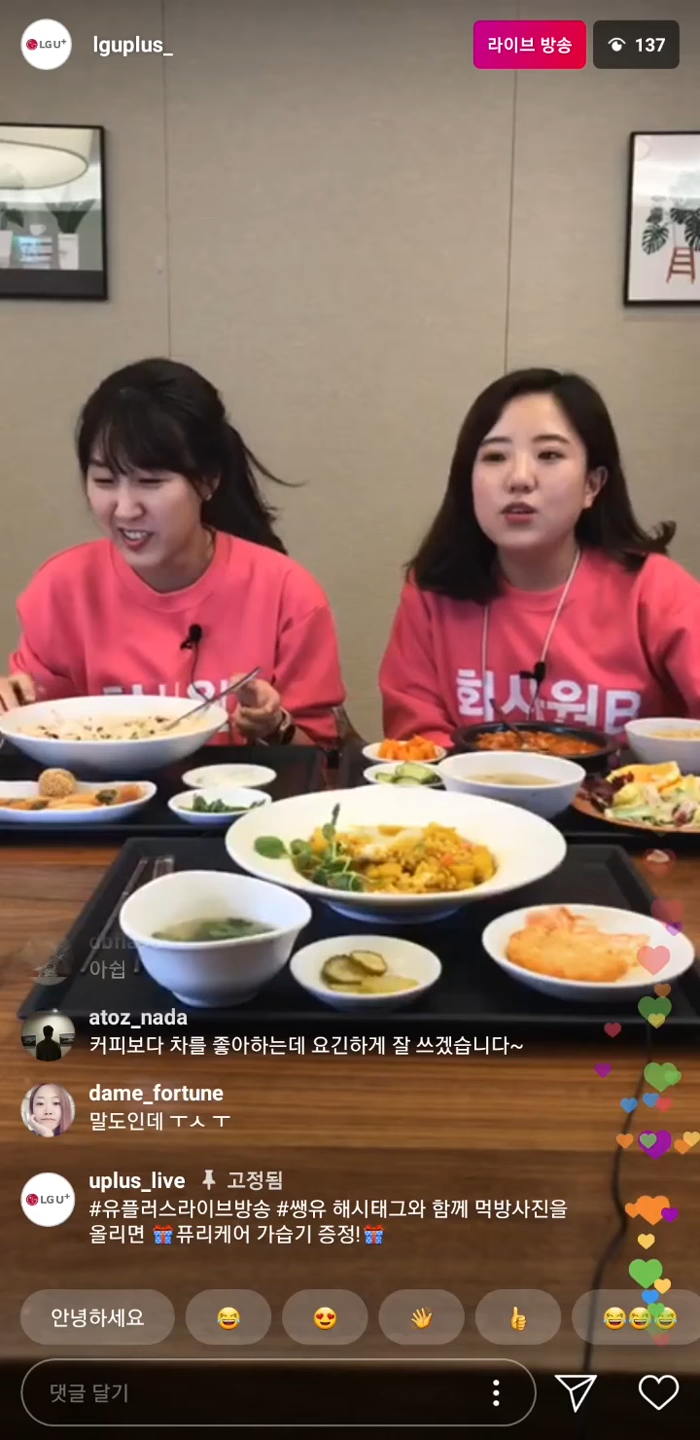 LG U+
lguplus_
라이브 방송
137
회사원B
아쉽
atoz_nada
커피보다 차를 좋아하는데 요긴하게 잘 쓰겠습니다~
dame_fortune
말도인데 ㅜㅅㅜ
LG U+
uplus_live 고정됨
#유플러스라이브방송 #쌩유 해시태그와 함께 먹방사진을
올리면 🎁퓨리케어 가습기 증정!🎁
안녕하세요 😂 😍 👋 👍 😂😂😂
댓글 달기